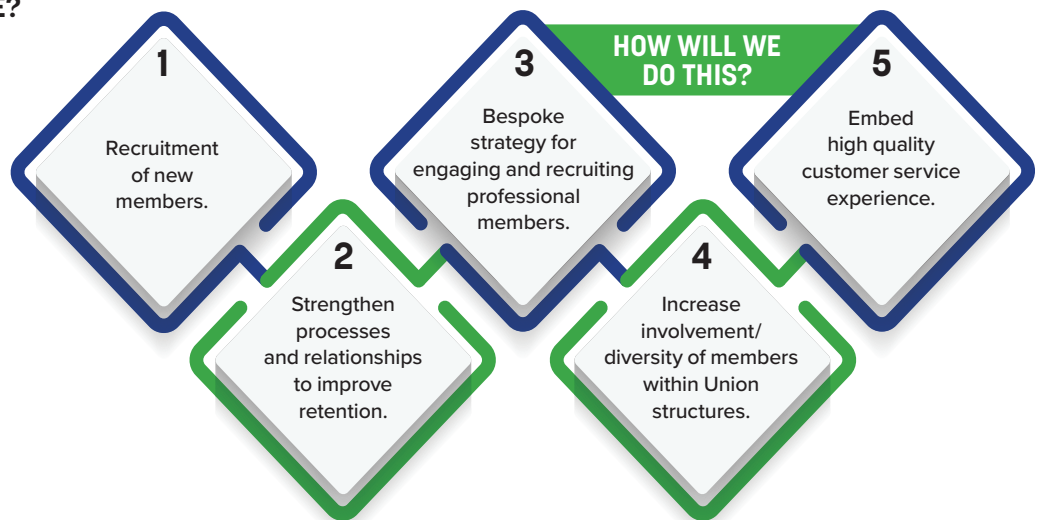 E?
HOW WILL WE
DO THIS?
1
Recruitment
of new
members.
2
Strengthen
processes
and relationships
to improve
retention.
3
Bespoke
strategy for
engaging and recruiting
professional
members.
4
Increase
involvement/
diversity of members
within Union
structures.
5
Embed
high quality
customer service
experience.